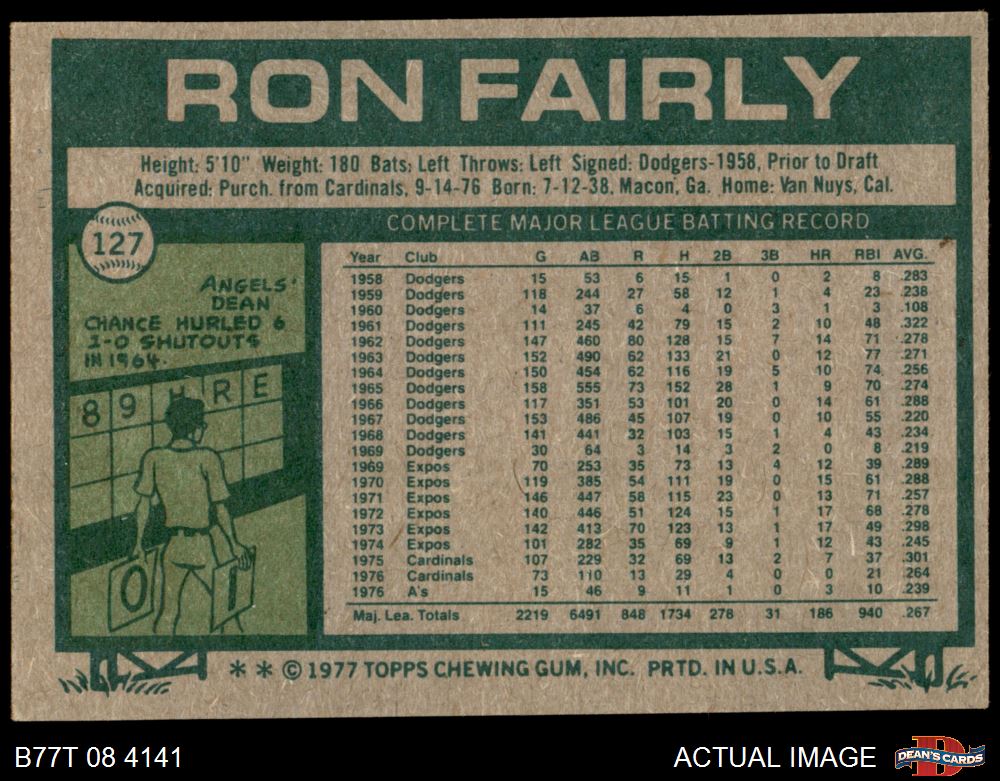 RON FAIRLY
Height: 5'10" Weight: 180 Bats: Left Throws: Left Signed: Dodgers-1958, Prior to Draft
Acquired: Purch. from Cardinals, 9-14-76 Born: 7-12-38, Macon, Ga. Home: Van Nuys, Cal.
127
COMPLETE MAJOR LEAGUE BATTING RECORD
ANGELS'
DEAN
CHANCE HURLED 6
1-0 SHUTOUTS
IN 1964.
8 9 H R E
0 1
Year Club G AB R H 2B 3B HR RBI AVG.
1958 Dodgers 15 53 6 15 1 0 2 8 .283
1959 Dodgers 118 244 27 58 12 1 4 23 .238
1960 Dodgers 14 37 6 4 0 3 1 3 .108
1961 Dodgers 111 245 42 79 15 2 10 48 .322
1962 Dodgers 147 460 80 128 15 7 14 71 .278
1963 Dodgers 152 490 62 133 21 0 12 77 .271
1964 Dodgers 150 454 62 116 19 5 10 74 .256
1965 Dodgers 158 555 73 152 28 1 9 70 .274
1966 Dodgers 117 351 53 101 20 0 14 61 .288
1967 Dodgers 153 486 45 107 19 0 10 55 .220
1968 Dodgers 141 441 32 103 15 1 4 43 .234
1969 Dodgers 30 64 3 14 3 2 0 8 .219
1969 Expos 70 253 35 73 13 4 12 39 .289
1970 Expos 119 385 54 111 19 0 15 61 .288
1971 Expos 146 447 58 115 23 0 13 71 .257
1972 Expos 140 446 51 124 15 1 17 68 .278
1973 Expos 142 413 70 123 13 1 17 49 .298
1974 Expos 101 282 35 69 9 1 12 43 .245
1975 Cardinals 107 229 32 69 13 2 7 37 .301
1976 Cardinals 73 110 13 29 4 0 0 21 .264
1976 A's 15 46 9 11 1 0 3 10 .239
Maj. Lea. Totals 2219 6491 848 1734 278 31 186 940 .267
* * © 1977 TOPPS CHEWING GUM, INC. PRTD. IN U.S.A.
B77T 08 4141
ACTUAL IMAGE
D
DEAN'S CARDS